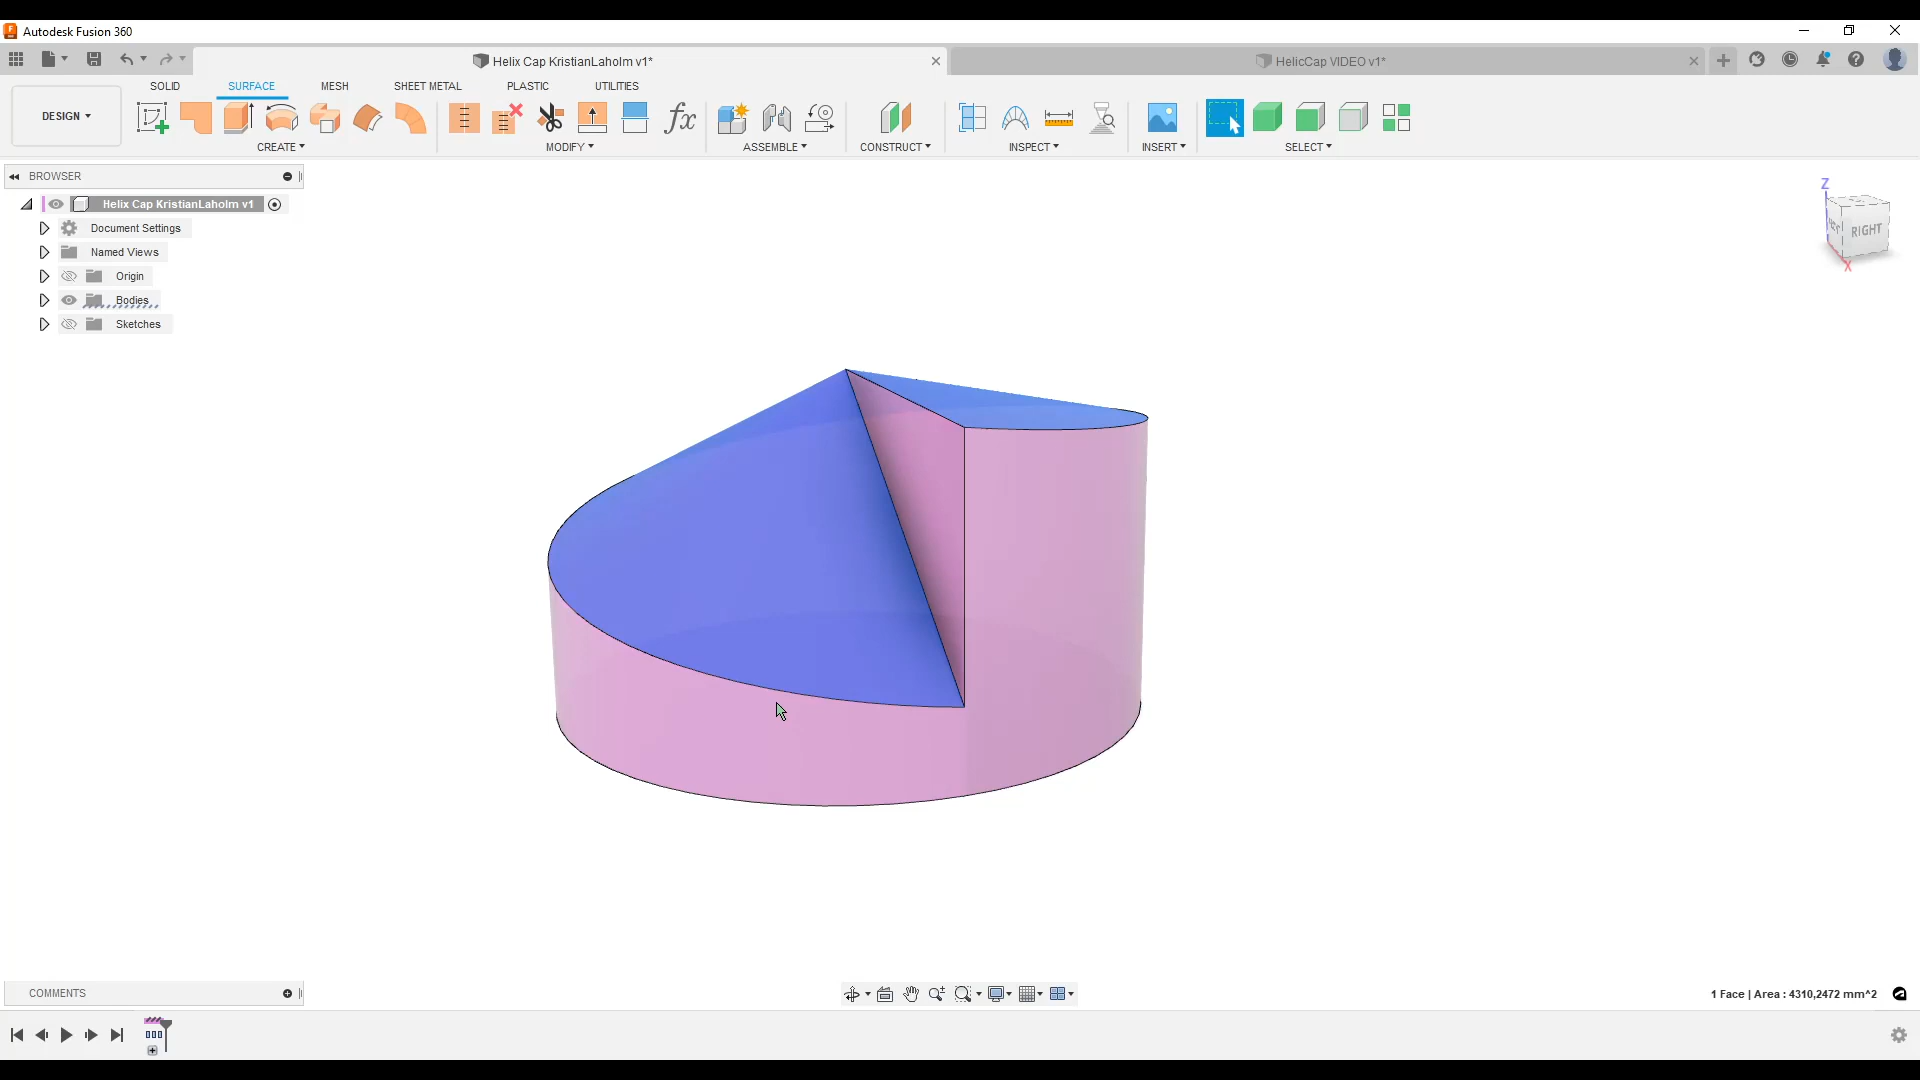 Autodesk Fusion 360
Helix Cap KristianLaholm v1*
HelicCap VIDEO v1*
SOLID SURFACE MESH SHEET METAL PLASTIC UTILITIES
DESIGN
CREATE MODIFY ASSEMBLE CONSTRUCT INSPECT INSERT SELECT
BROWSER
Helix Cap KristianLaholm v1
Document Settings
Named Views
Origin
Bodies
Sketches
Z
RIGHT
X
COMMENTS
1 Face | Area : 4310,2472 mm^2